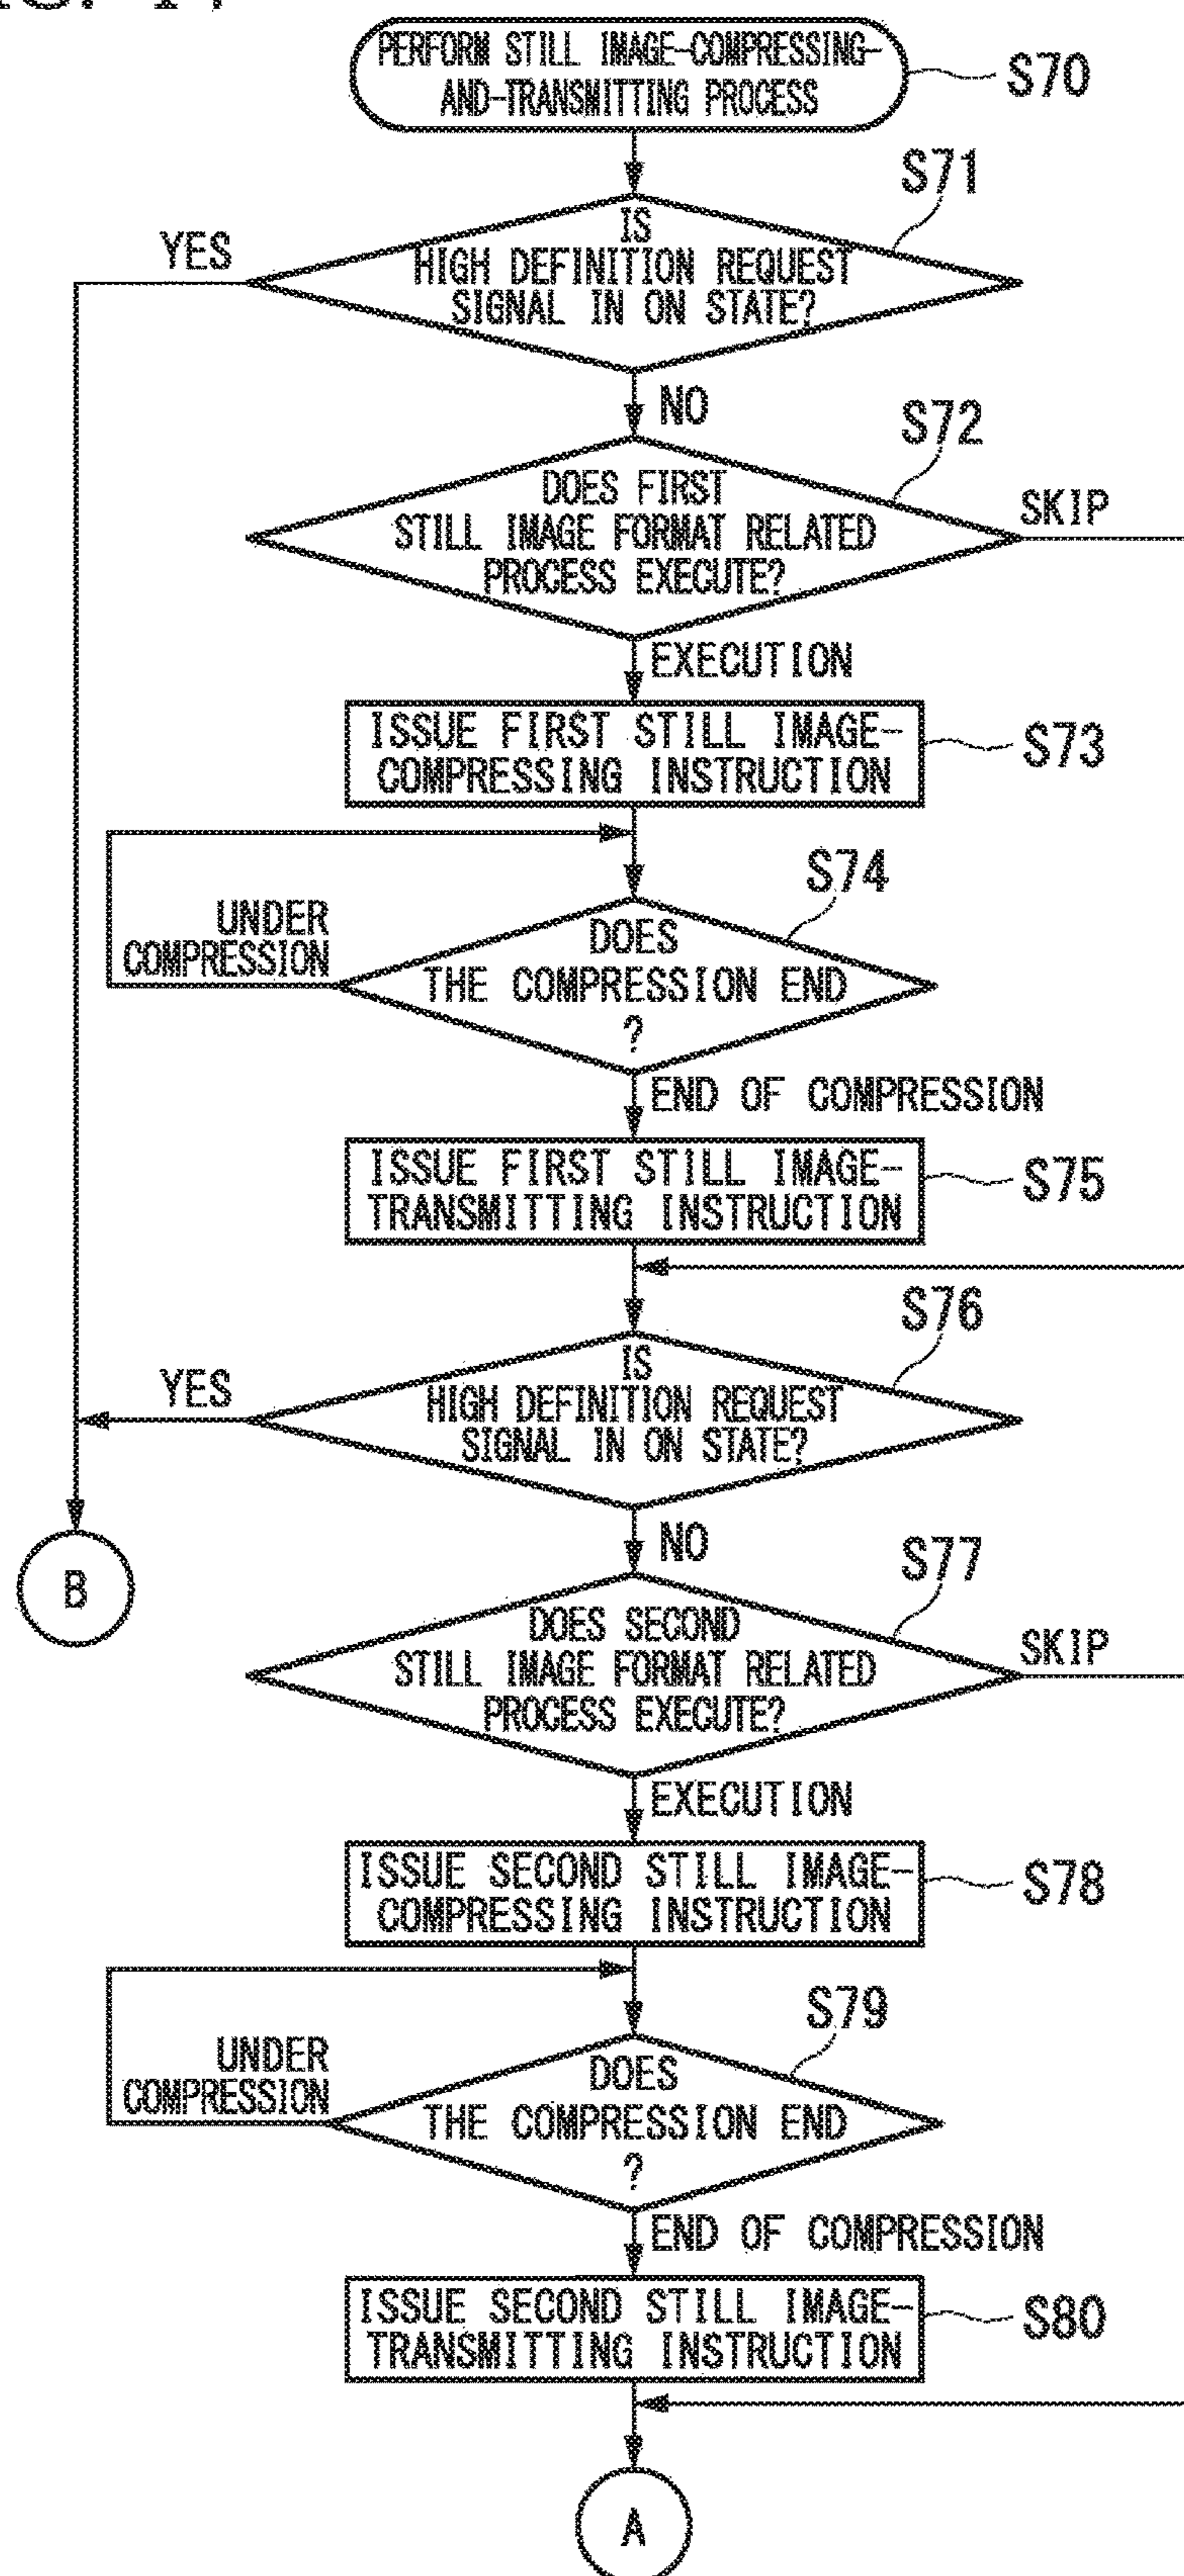 PERFORM STILL IMAGE-COMPRESSING-
AND-TRANSMITTING PROCESS
S70
S71
IS
HIGH DEFINITION REQUEST
SIGNAL IN ON STATE?
YES
NO
S72
DOES FIRST
STILL IMAGE FORMAT RELATED
PROCESS EXECUTE?
SKIP
EXECUTION
ISSUE FIRST STILL IMAGE-
COMPRESSING INSTRUCTION
S73
S74
UNDER
COMPRESSION
DOES
THE COMPRESSION END
?
END OF COMPRESSION
ISSUE FIRST STILL IMAGE-
TRANSMITTING INSTRUCTION
S75
S76
IS
HIGH DEFINITION REQUEST
SIGNAL IN ON STATE?
YES
NO
B
S77
DOES SECOND
STILL IMAGE FORMAT RELATED
PROCESS EXECUTE?
SKIP
EXECUTION
ISSUE SECOND STILL IMAGE-
COMPRESSING INSTRUCTION
S78
S79
UNDER
COMPRESSION
DOES
THE COMPRESSION END
?
END OF COMPRESSION
ISSUE SECOND STILL IMAGE-
TRANSMITTING INSTRUCTION
S80
A